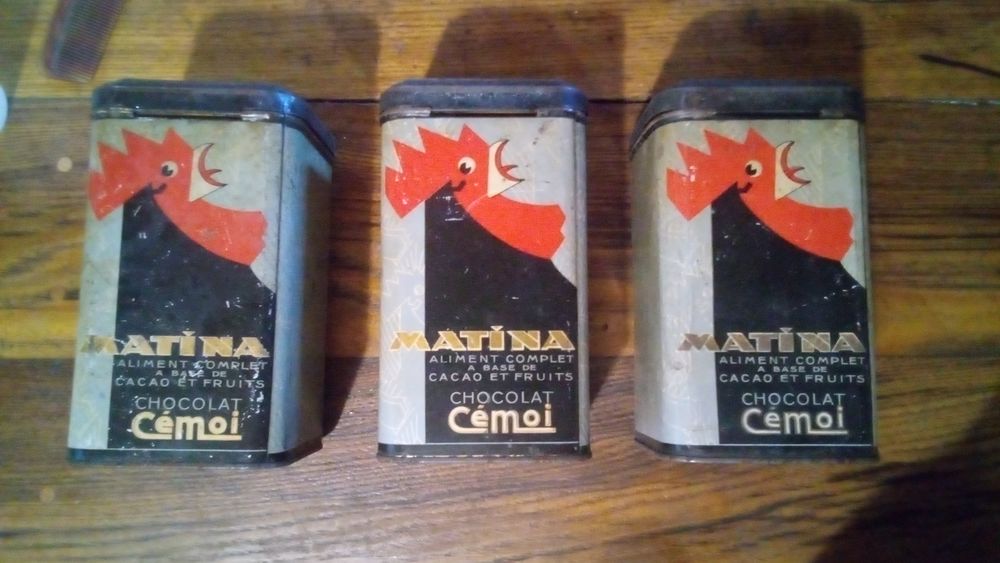 MATINA
ALIMENT COMPLET
A BASE DE
CACAO ET FRUITS
CHOCOLAT
Cémoi
MATINA
ALIMENT COMPLET
A BASE DE
CACAO ET FRUITS
CHOCOLAT
Cémoi
MATINA
ALIMENT COMPLET
A BASE DE
CACAO ET FRUITS
CHOCOLAT
Cémoi